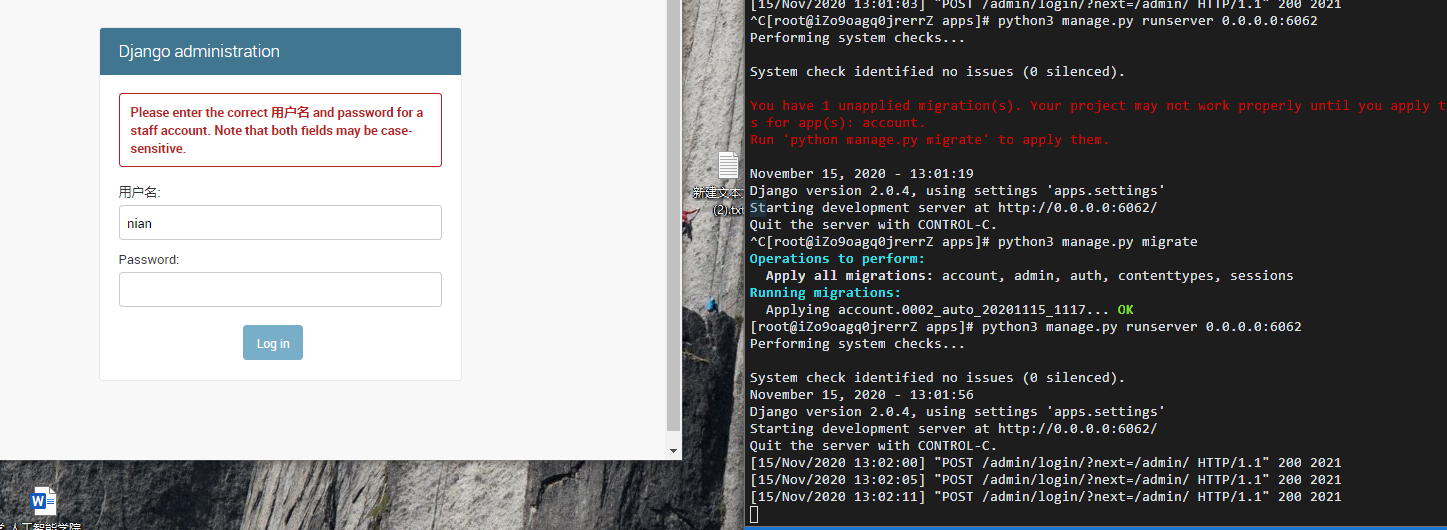 Django administration
Please enter the correct 用户名 and password for a
staff account. Note that both fields may be case-
sensitive.
用户名:
nian
Password:
Log in
新建文本
(2).txt
[15/Nov/2020 13:01:03] "POST /admin/login/?next=/admin/ HTTP/1.1" 200 2021
^C[root@iZo9oagq0jrerrZ apps]# python3 manage.py runserver 0.0.0.0:6062
Performing system checks...
System check identified no issues (0 silenced).
You have 1 unapplied migration(s). Your project may not work properly until you apply t
s for app(s): account.
Run 'python manage.py migrate' to apply them.
November 15, 2020 - 13:01:19
Django version 2.0.4, using settings 'apps.settings'
Starting development server at http://0.0.0.0:6062/
Quit the server with CONTROL-C.
^C[root@iZo9oagq0jrerrZ apps]# python3 manage.py migrate
Operations to perform:
Apply all migrations: account, admin, auth, contenttypes, sessions
Running migrations:
Applying account.0002_auto_20201115_1117... OK
[root@iZo9oagq0jrerrZ apps]# python3 manage.py runserver 0.0.0.0:6062
Performing system checks...
System check identified no issues (0 silenced).
November 15, 2020 - 13:01:56
Django version 2.0.4, using settings 'apps.settings'
Starting development server at http://0.0.0.0:6062/
Quit the server with CONTROL-C.
[15/Nov/2020 13:02:00] "POST /admin/login/?next=/admin/ HTTP/1.1" 200 2021
[15/Nov/2020 13:02:05] "POST /admin/login/?next=/admin/ HTTP/1.1" 200 2021
[15/Nov/2020 13:02:11] "POST /admin/login/?next=/admin/ HTTP/1.1" 200 2021
人工智能学院